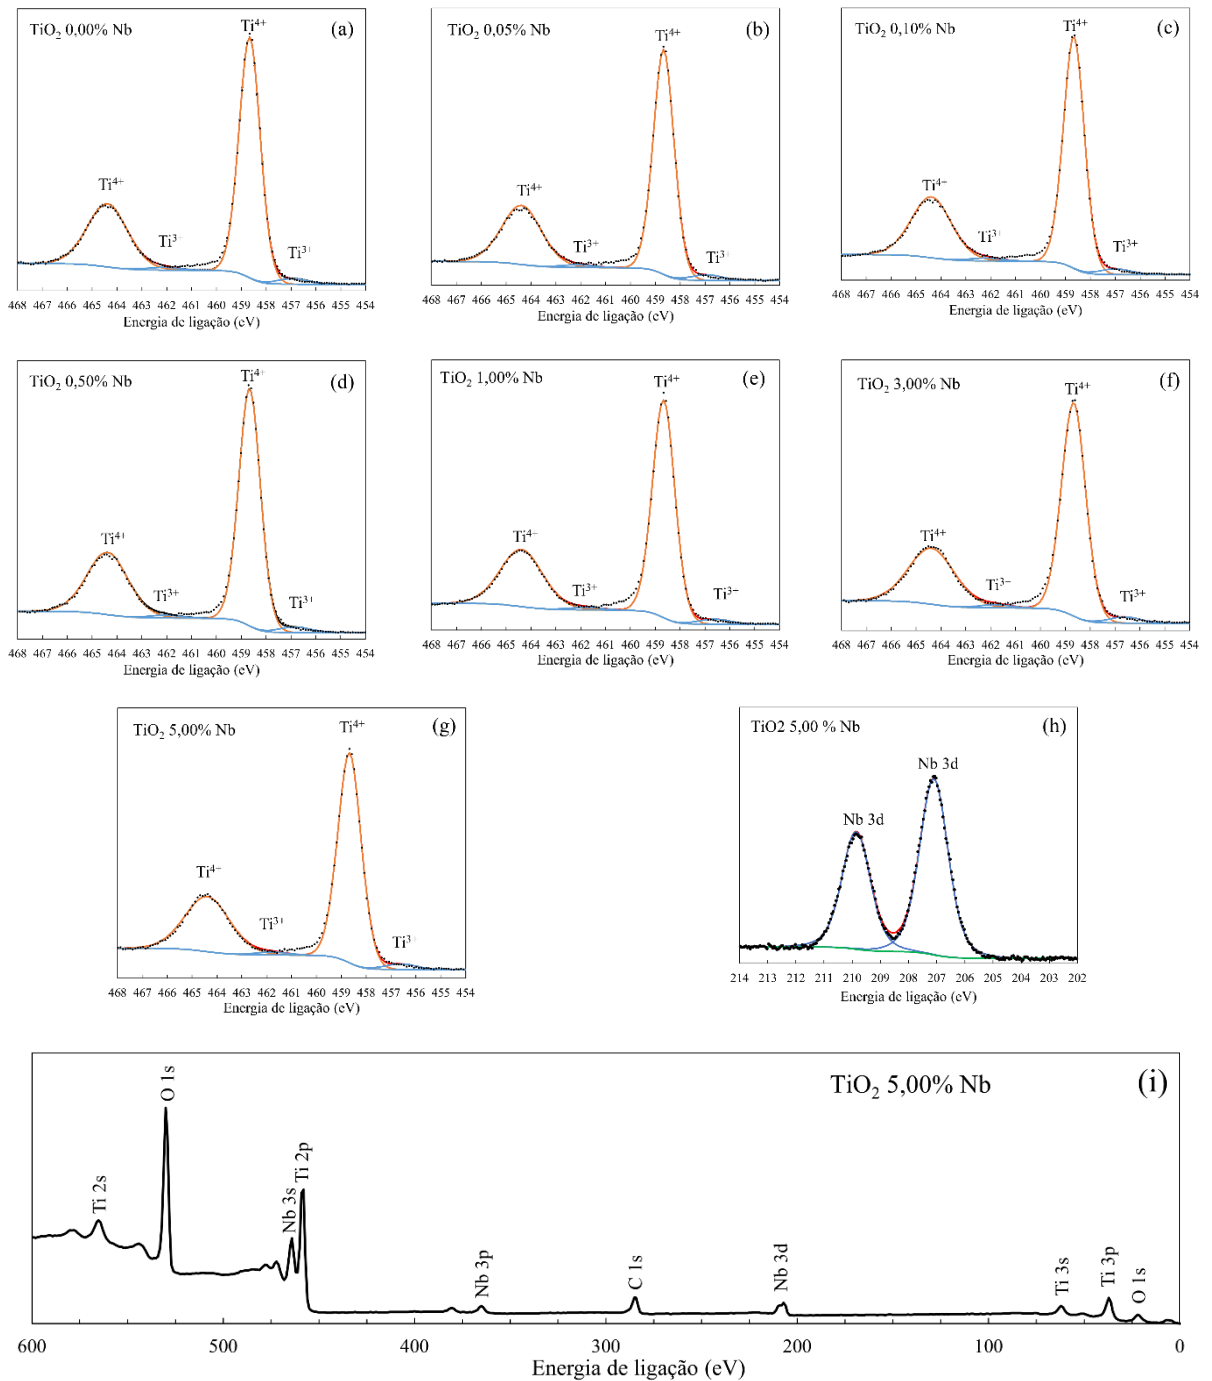 TiO₂ 0,00% Nb
(a)
Ti⁴⁺
Ti⁴⁺
Ti³⁺
Ti³⁺
468 467 466 465 464 463 462 461 460 459 458 457 456 455 454
Energia de ligação (eV)
TiO₂ 0,05% Nb
(b)
Ti⁴⁺
Ti⁴⁺
Ti³⁺
Ti³⁺
468 467 466 465 464 463 462 461 460 459 458 457 456 455 454
Energia de ligação (eV)
TiO₂ 0,10% Nb
(c)
Ti⁴⁺
Ti⁴⁺
Ti³⁺
Ti³⁺
468 467 466 465 464 463 462 461 460 459 458 457 456 455 454
Energia de ligação (eV)
TiO₂ 0,50% Nb
(d)
Ti⁴⁺
Ti⁴⁺
Ti³⁺
Ti³⁺
468 467 466 465 464 463 462 461 460 459 458 457 456 455 454
Energia de ligação (eV)
TiO₂ 1,00% Nb
(e)
Ti⁴⁺
Ti⁴⁺
Ti³⁺
Ti³⁺
468 467 466 465 464 463 462 461 460 459 458 457 456 455 454
Energia de ligação (eV)
TiO₂ 3,00% Nb
(f)
Ti⁴⁺
Ti⁴⁺
Ti³⁺
Ti³⁺
468 467 466 465 464 463 462 461 460 459 458 457 456 455 454
Energia de ligação (eV)
TiO₂ 5,00% Nb
(g)
Ti⁴⁺
Ti⁴⁺
Ti³⁺
Ti³⁺
468 467 466 465 464 463 462 461 460 459 458 457 456 455 454
Energia de ligação (eV)
TiO2 5,00 % Nb
(h)
Nb 3d
Nb 3d
214 213 212 211 210 209 208 207 206 205 204 203 202
Energia de ligação (eV)
TiO₂ 5,00% Nb
(i)
Ti 2s
O 1s
Nb 3s
Ti 2p
Nb 3p
C 1s
Nb 3d
Ti 3s
Ti 3p
O 1s
600 500 400 300 200 100 0
Energia de ligação (eV)